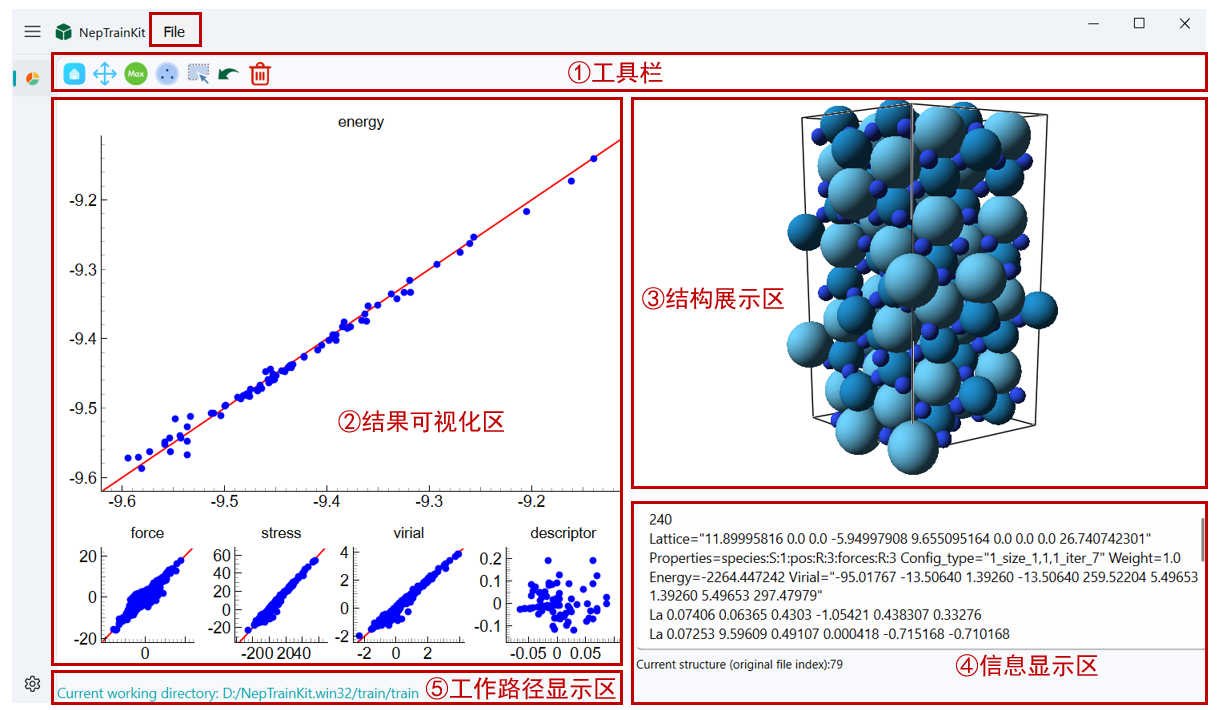 NepTrainKit File
Max
①工具栏
energy
-9.2
-9.3
-9.4
-9.5
-9.6
-9.6 -9.5 -9.4 -9.3 -9.2
②结果可视化区
force stress virial descriptor
20
0
-20
0
60
40
20
0
-20
-200 2040
4
2
0
-2
-2 0 2
0.2
0.1
0
-0.1
-0.05 0 0.05
③结构展示区
240
Lattice="11.89995816 0.0 0.0 -5.94997908 9.655095164 0.0 0.0 0.0 26.740742301"
Properties=species:S:1:pos:R:3:forces:R:3 Config_type="1_size_1,1,1_iter_7" Weight=1.0
Energy=-2264.447242 Virial="-95.01767 -13.50640 1.39260 -13.50640 259.52204 5.49653
1.39260 5.49653 297.47979"
La 0.07406 0.06365 0.4303 -1.05421 0.438307 0.33276
La 0.07253 9.59609 0.49107 0.000418 -0.715168 -0.710168
Current structure (original file index):79
④信息显示区
Current working directory: D:/NepTrainKit.win32/train/train
⑤工作路径显示区